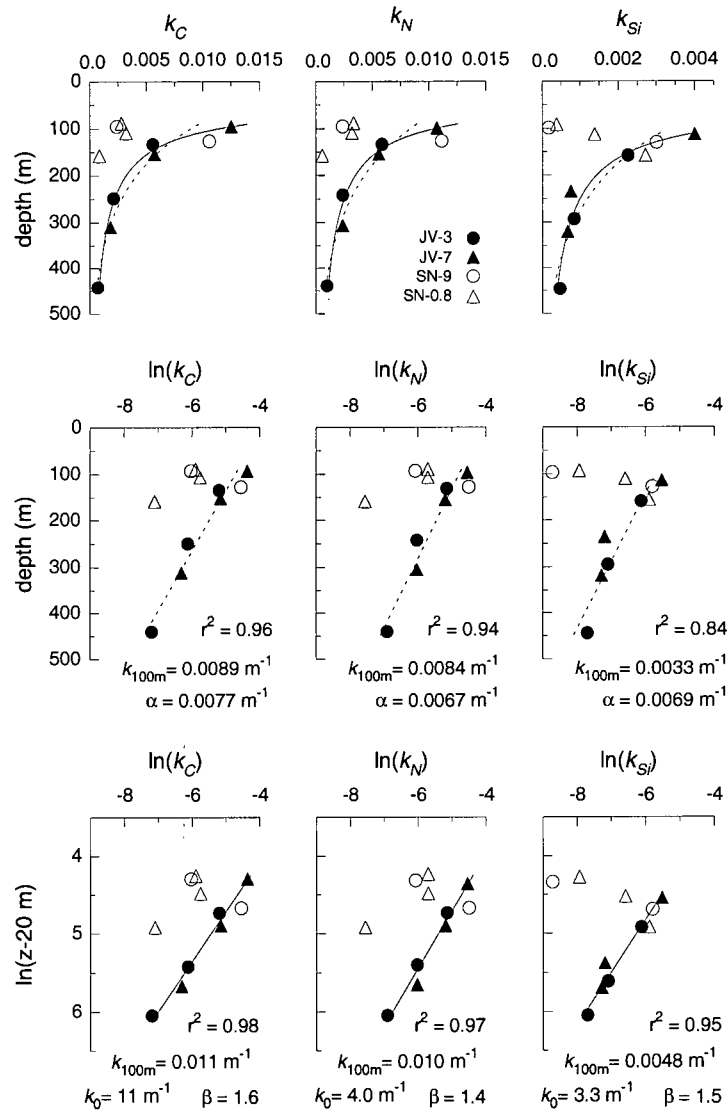 k_C k_N k_Si
0.0 0.005 0.010 0.015 0.0 0.005 0.010 0.015 0.0 0.002 0.004
0
100
200
300
400
500
depth (m)
JV-3
JV-7
SN-9
SN-0.8
ln(k_C) ln(k_N) ln(k_Si)
-8 -6 -4 -8 -6 -4 -8 -6 -4
0
100
200
300
400
500
depth (m)
r² = 0.96 r² = 0.94 r² = 0.84
k_100m = 0.0089 m⁻¹ k_100m = 0.0084 m⁻¹ k_100m = 0.0033 m⁻¹
α = 0.0077 m⁻¹ α = 0.0067 m⁻¹ α = 0.0069 m⁻¹
ln(k_C) ln(k_N) ln(k_Si)
-8 -6 -4 -8 -6 -4 -8 -6 -4
4
5
6
ln(z-20 m)
r² = 0.98 r² = 0.97 r² = 0.95
k_100m = 0.011 m⁻¹ k_100m = 0.010 m⁻¹ k_100m = 0.0048 m⁻¹
k_0 = 11 m⁻¹ β = 1.6 k_0 = 4.0 m⁻¹ β = 1.4 k_0 = 3.3 m⁻¹ β = 1.5